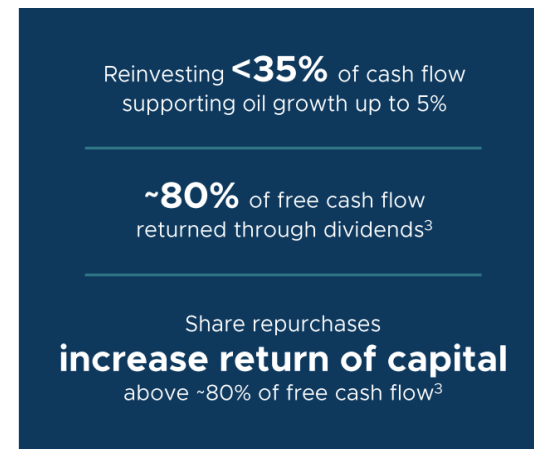 Reinvesting <35% of cash flow
supporting oil growth up to 5%
~80% of free cash flow
returned through dividends³
Share repurchases
increase return of capital
above ~80% of free cash flow³